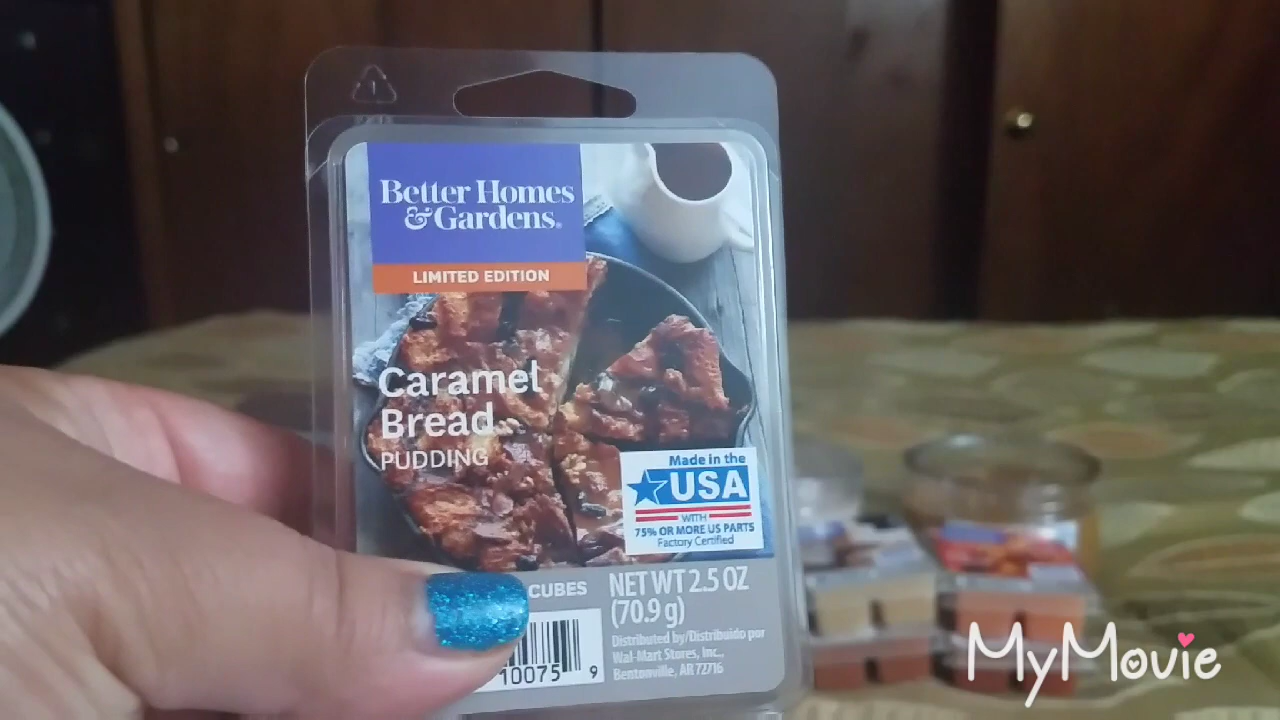 Better Homes
& Gardens®
LIMITED EDITION
Caramel
Bread
PUDDING
Made in the
USA
WITH
75% OR MORE US PARTS
Factory Certified
CUBES
NET WT 2.5 OZ
(70.9 g)
Distributed by/Distribuido por
Wal-Mart Stores, Inc.,
Bentonville, AR 72716
10075 9
MyMovie